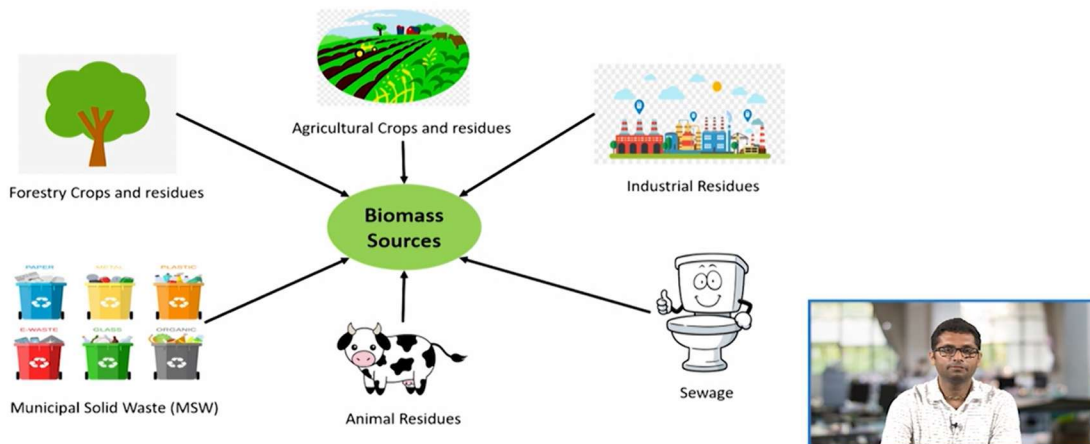 Agricultural Crops and residues
Forestry Crops and residues
Industrial Residues
Biomass
Sources
PAPER
METAL
PLASTIC
E-WASTE
GLASS
ORGANIC
Municipal Solid Waste (MSW)
Animal Residues
Sewage